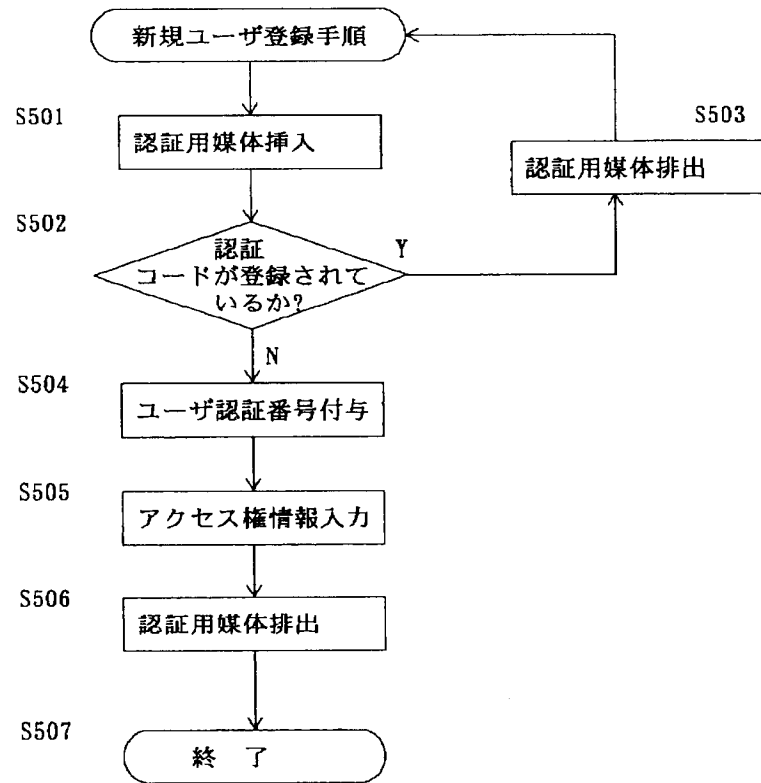 新規ユーザ登録手順
S501
認証用媒体挿入
S503
認証用媒体排出
S502
認証
コードが登録されて
いるか?
Y
N
S504
ユーザ認証番号付与
S505
アクセス権情報入力
S506
認証用媒体排出
S507
終 了